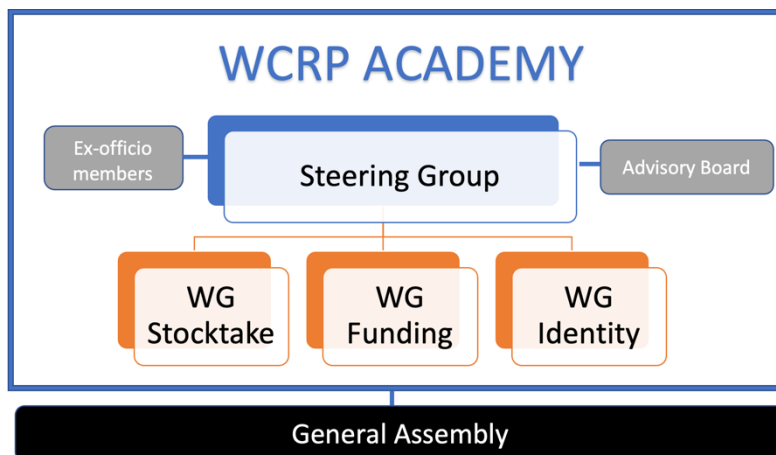 WCRP ACADEMY
Ex-officio
members
Steering Group
Advisory Board
WG
Stocktake
WG
Funding
WG
Identity
General Assembly